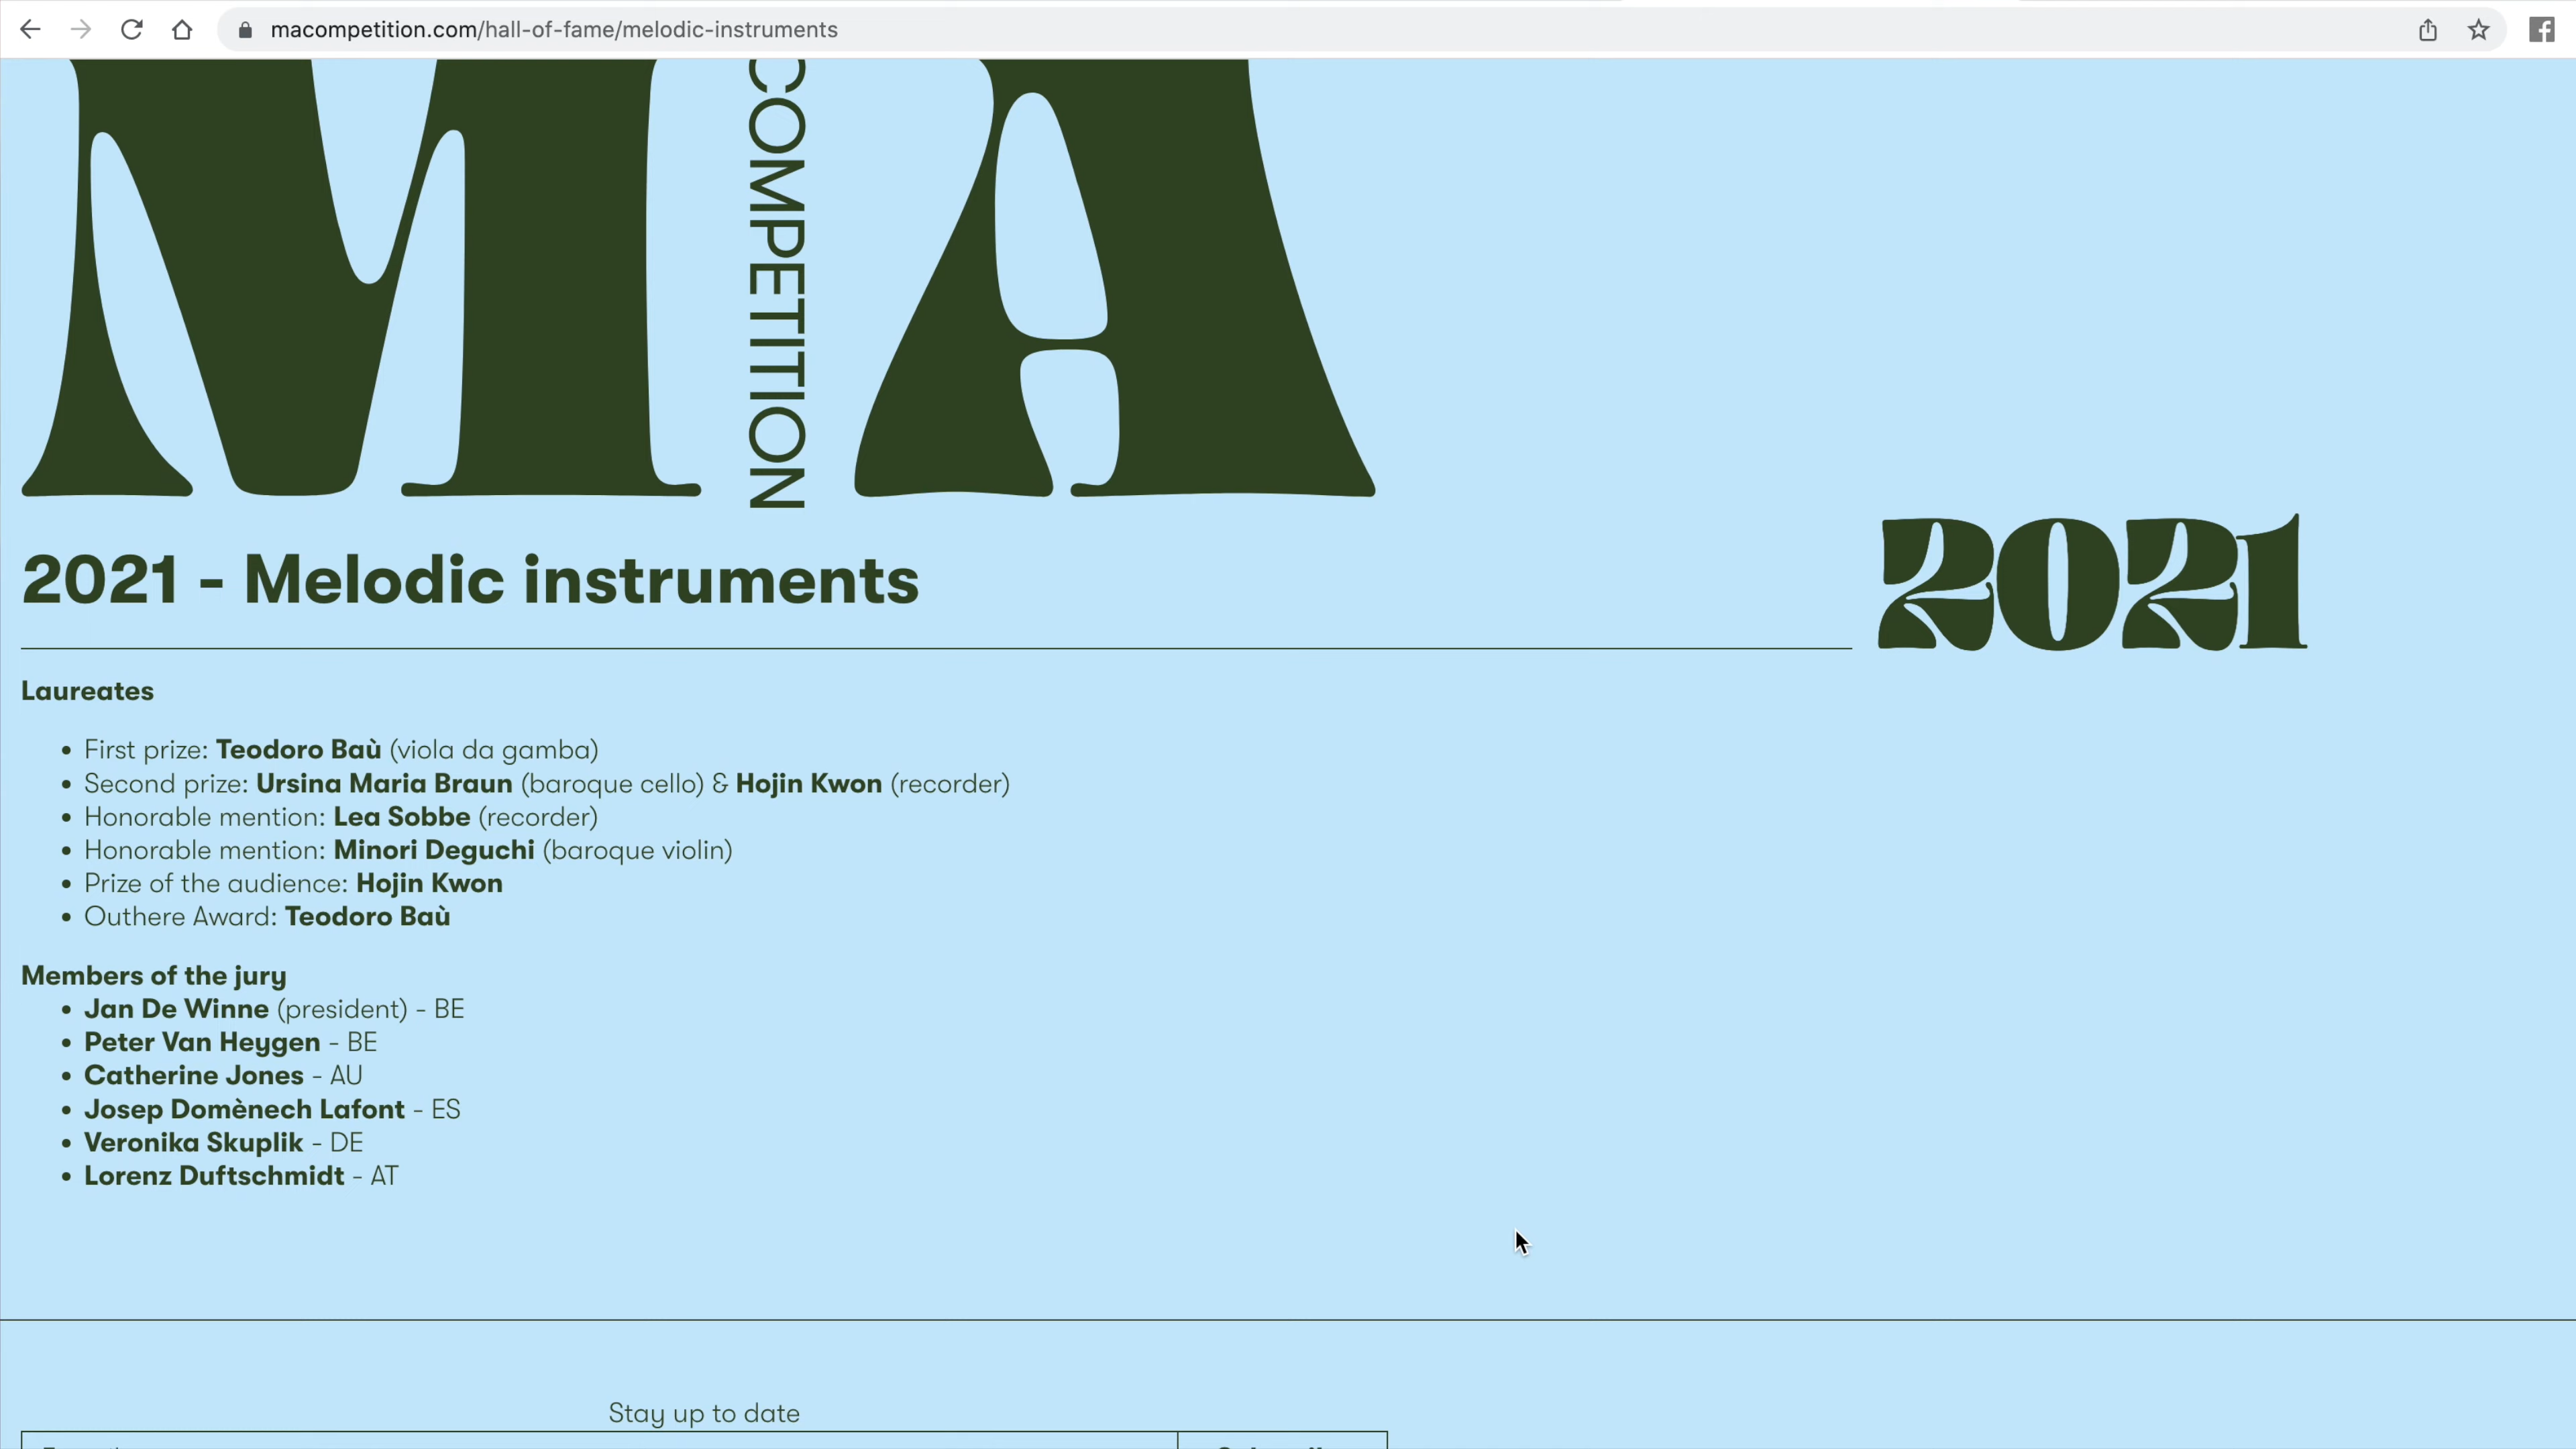 macompetition.com/hall-of-fame/melodic-instruments
MA
COMPETITION
2021 - Melodic instruments
2021
Laureates
• First prize: Teodoro Baù (viola da gamba)
• Second prize: Ursina Maria Braun (baroque cello) & Hojin Kwon (recorder)
• Honorable mention: Lea Sobbe (recorder)
• Honorable mention: Minori Deguchi (baroque violin)
• Prize of the audience: Hojin Kwon
• Outhere Award: Teodoro Baù
Members of the jury
• Jan De Winne (president) - BE
• Peter Van Heygen - BE
• Catherine Jones - AU
• Josep Domènech Lafont - ES
• Veronika Skuplik - DE
• Lorenz Duftschmidt - AT
Stay up to date